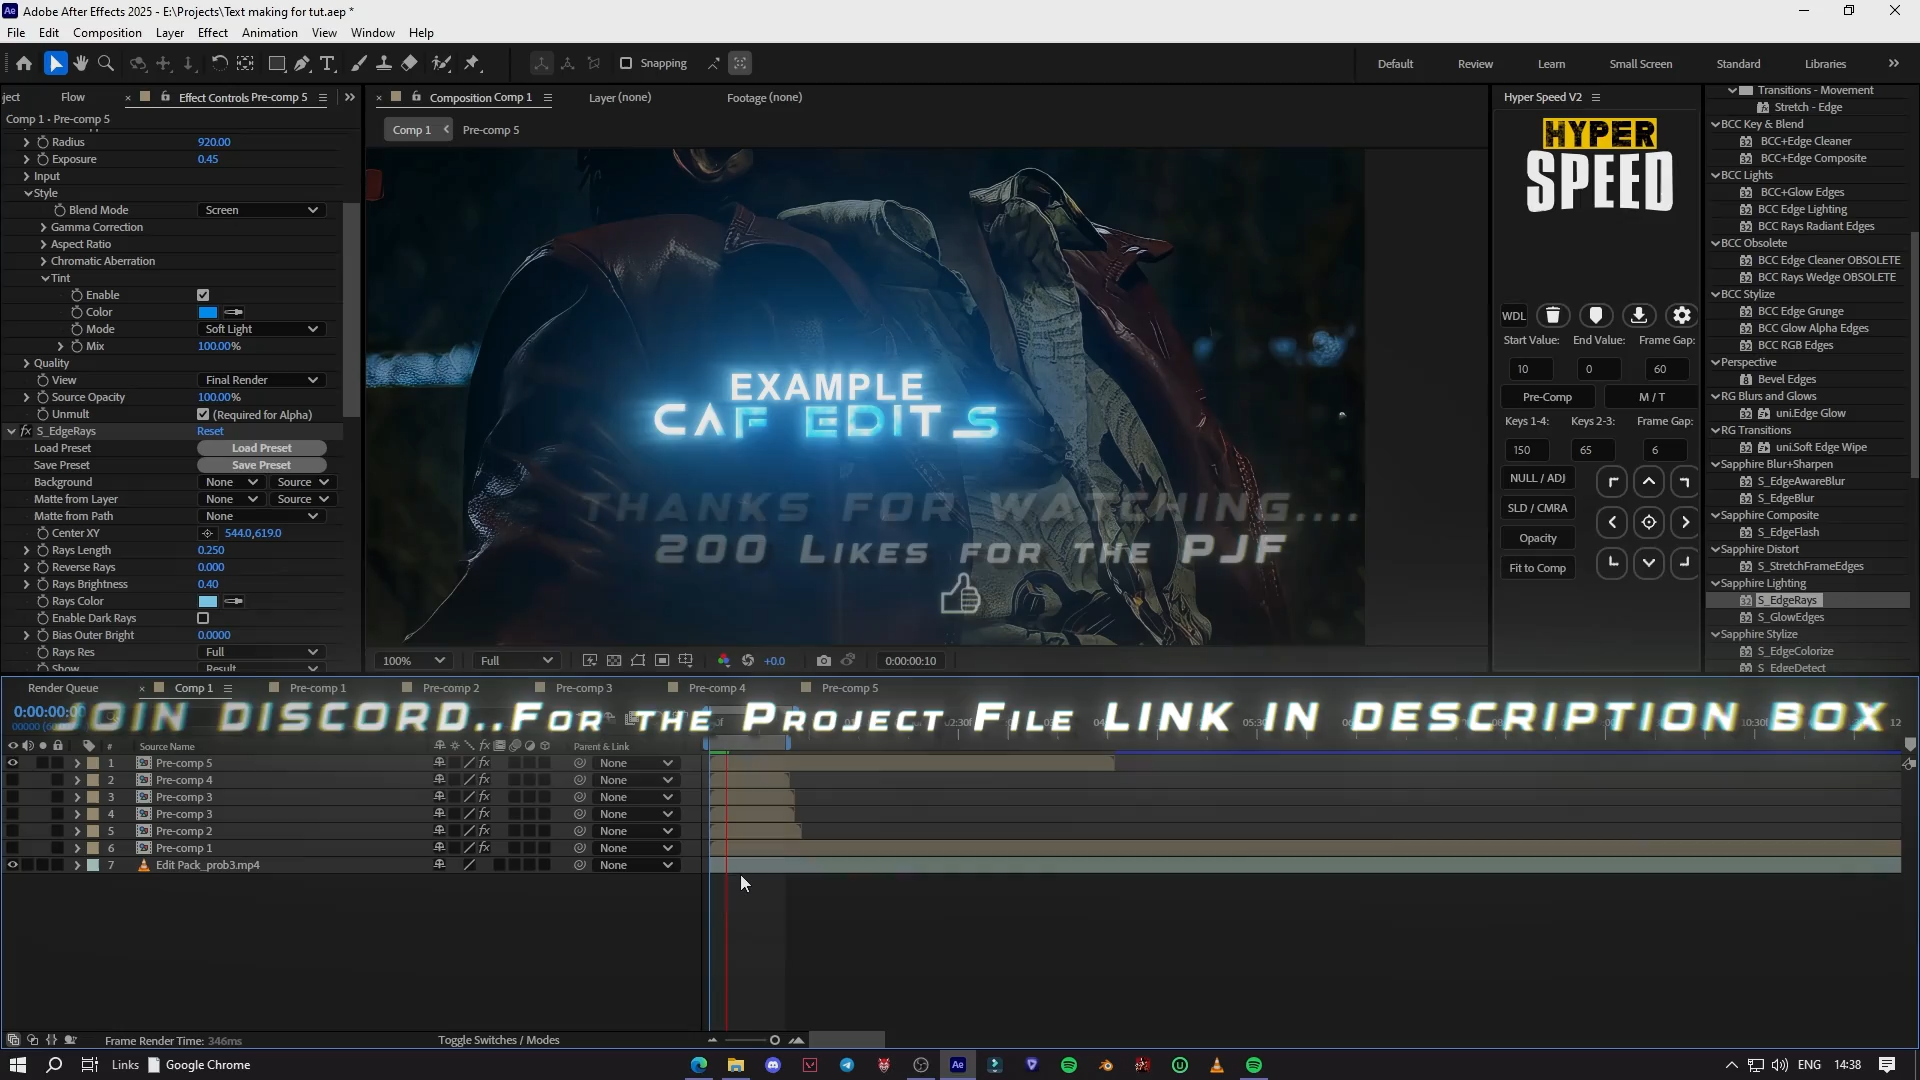 Adobe After Effects 2025 - E:\Projects\Text making for tut.aep *
File Edit Composition Layer Effect Animation View Window Help
Snapping
Default Review Learn Small Screen Standard Libraries
ject Flow Effect Controls Pre-comp 5
Comp 1 • Pre-comp 5
Radius 920.00
Exposure 0.45
Input
Style
Blend Mode Screen
Gamma Correction
Aspect Ratio
Chromatic Aberration
Tint
Enable
Color
Mode Soft Light
Mix 100.00%
Quality
View Final Render
Source Opacity 100.00%
Unmult (Required for Alpha)
fx S_EdgeRays Reset
Load Preset Load Preset
Save Preset Save Preset
Background None Source
Matte from Layer None Source
Matte from Path None
Center XY 544.0,619.0
Rays Length 0.250
Reverse Rays 0.000
Rays Brightness 0.40
Rays Color
Enable Dark Rays
Bias Outer Bright 0.0000
Rays Res Full
Show Result
Composition Comp 1 Layer (none) Footage (none)
Comp 1 Pre-comp 5
EXAMPLE
CAF EDITS
THANKS FOR WATCHING....
200 LIKES FOR THE PJF
100% Full +0.0 0:00:00:10
Hyper Speed V2
HYPER
SPEED
WDL
Start Value: End Value: Frame Gap:
10 0 60
Pre-Comp M / T
Keys 1-4: Keys 2-3: Frame Gap:
150 65 6
NULL / ADJ
SLD / CMRA
Opacity
Fit to Comp
Transitions - Movement
Stretch - Edge
BCC Key & Blend
BCC+Edge Cleaner
BCC+Edge Composite
BCC Lights
BCC+Glow Edges
BCC Edge Lighting
BCC Rays Radiant Edges
BCC Obsolete
BCC Edge Cleaner OBSOLETE
BCC Rays Wedge OBSOLETE
BCC Stylize
BCC Edge Grunge
BCC Glow Alpha Edges
BCC RGB Edges
Perspective
Bevel Edges
RG Blurs and Glows
uni.Edge Glow
RG Transitions
uni.Soft Edge Wipe
Sapphire Blur+Sharpen
S_EdgeAwareBlur
S_EdgeBlur
Sapphire Composite
S_EdgeFlash
Sapphire Distort
S_StretchFrameEdges
Sapphire Lighting
S_EdgeRays
S_GlowEdges
Sapphire Stylize
S_EdgeColorize
S_EdgeDetect
Render Queue Comp 1 Pre-comp 1 Pre-comp 2 Pre-comp 3 Pre-comp 4 Pre-comp 5
JOIN DISCORD..FOR THE PROJECT FILE LINK IN DESCRIPTION BOX
# Source Name fx Parent & Link
1 Pre-comp 5 fx None
2 Pre-comp 4 fx None
3 Pre-comp 3 fx None
4 Pre-comp 3 fx None
5 Pre-comp 2 fx None
6 Pre-comp 1 fx None
7 Edit Pack_prob3.mp4 None
Frame Render Time: 346ms Toggle Switches / Modes
Links Google Chrome Ae ENG 14:38